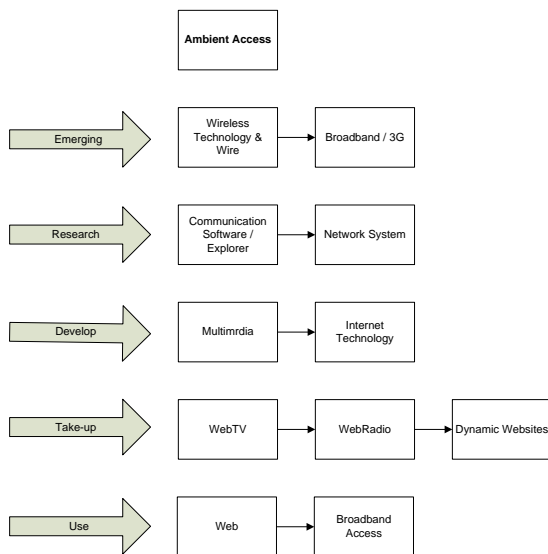 Ambient Access
Emerging
Wireless
Technology &
Wire
Broadband / 3G
Research
Communication
Software /
Explorer
Network System
Develop
Multimrdia
Internet
Technology
Take-up
WebTV
WebRadio
Dynamic Websites
Use
Web
Broadband
Access